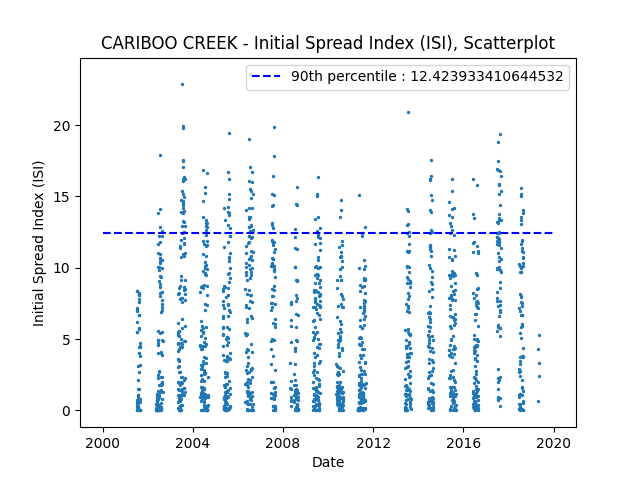 CARIBOO CREEK - Initial Spread Index (ISI), Scatterplot
90th percentile : 12.423933410644532
Initial Spread Index (ISI)
20
15
10
5
0
2000 2004 2008 2012 2016 2020
Date